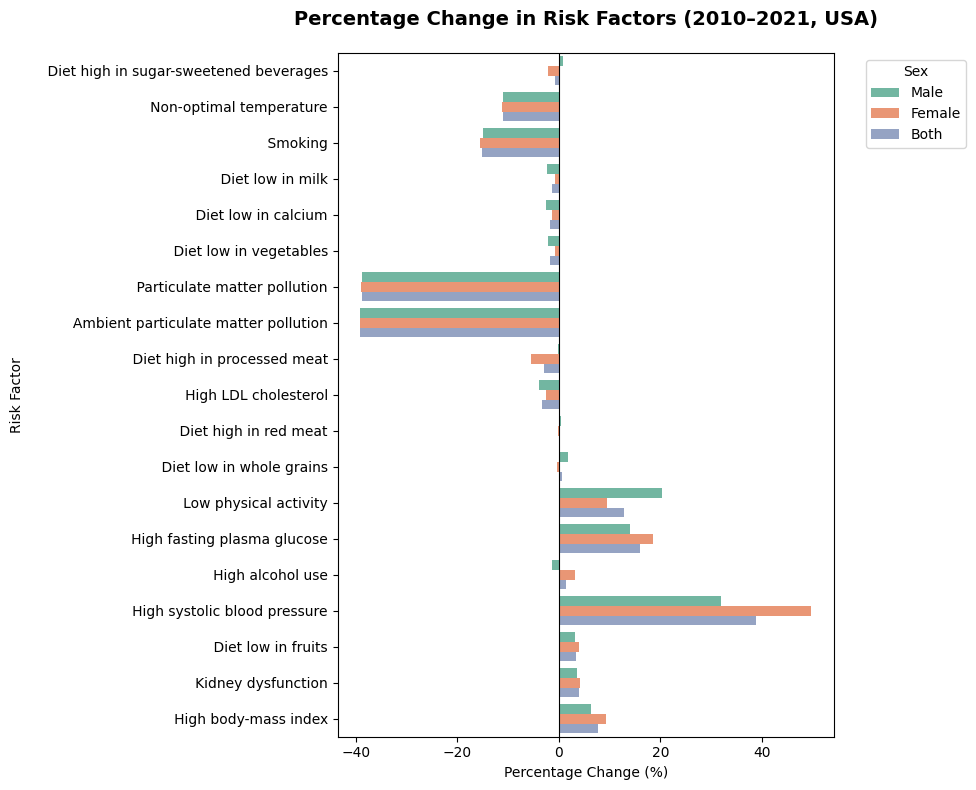 Percentage Change in Risk Factors (2010–2021, USA)
Diet high in sugar-sweetened beverages
Non-optimal temperature
Smoking
Diet low in milk
Diet low in calcium
Diet low in vegetables
Particulate matter pollution
Ambient particulate matter pollution
Diet high in processed meat
High LDL cholesterol
Diet high in red meat
Diet low in whole grains
Low physical activity
High fasting plasma glucose
High alcohol use
High systolic blood pressure
Diet low in fruits
Kidney dysfunction
High body-mass index
Risk Factor
−40 −20 0 20 40
Percentage Change (%)
Sex
Male
Female
Both